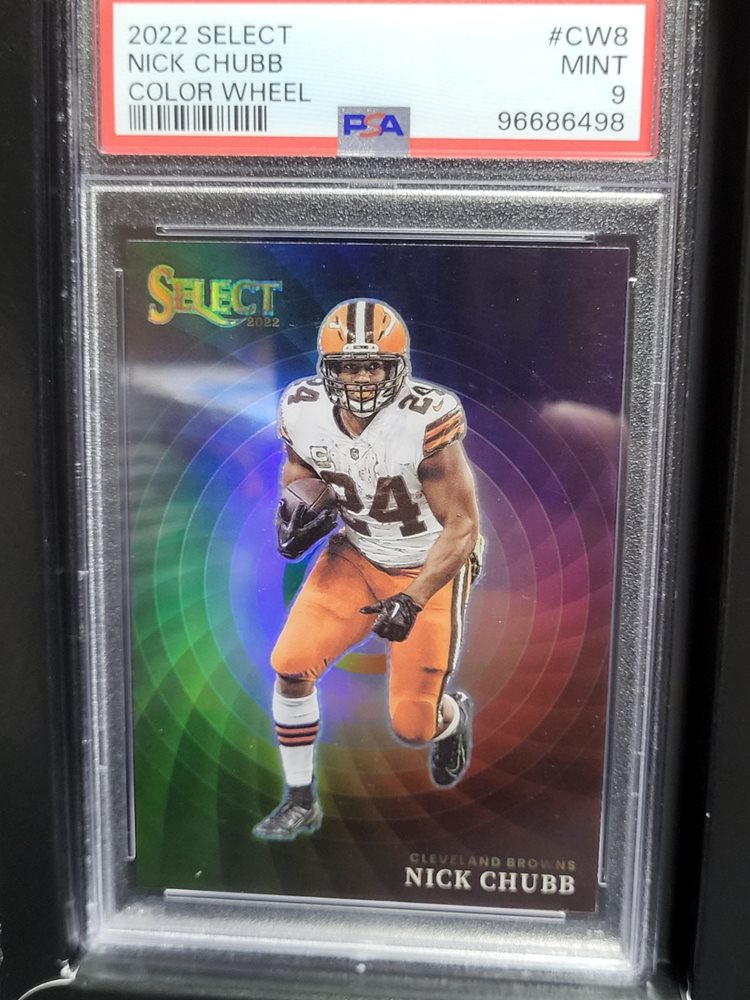 2022 SELECT #CW8
NICK CHUBB MINT
COLOR WHEEL 9
PSA 96686498
SELECT
2022
24
24
C
24
CLEVELAND BROWNS
NICK CHUBB